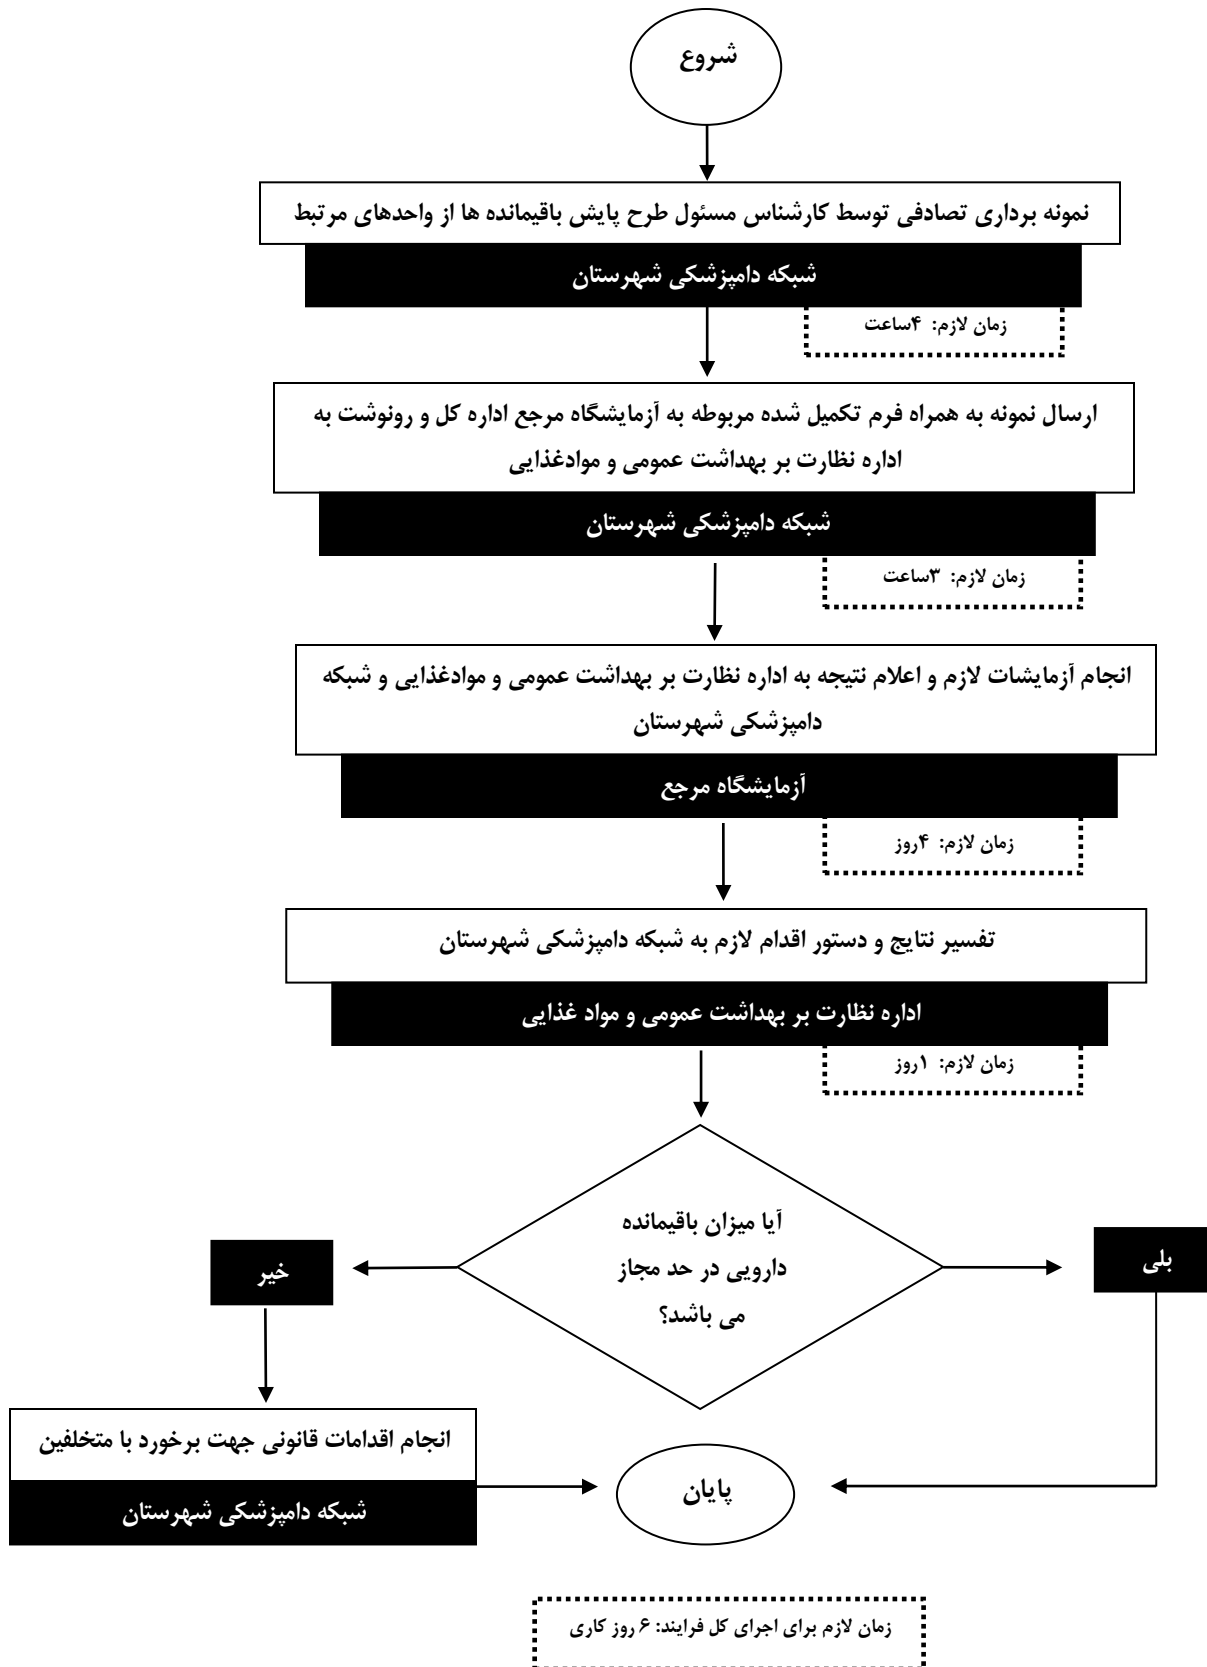 شروع
نمونه برداری تصادفی توسط کارشناس مسئول طرح پایش باقیمانده ها از واحدهای مرتبط
شبکه دامپزشکی شهرستان
زمان لازم: ۴ساعت
ارسال نمونه به همراه فرم تکمیل شده مربوطه به آزمایشگاه مرجع اداره کل و رونوشت به
اداره نظارت بر بهداشت عمومی و موادغذایی
شبکه دامپزشکی شهرستان
زمان لازم: ۳ساعت
انجام آزمایشات لازم و اعلام نتیجه به اداره نظارت بر بهداشت عمومی و موادغذایی و شبکه
دامپزشکی شهرستان
آزمایشگاه مرجع
زمان لازم: ۴روز
تفسیر نتایج و دستور اقدام لازم به شبکه دامپزشکی شهرستان
اداره نظارت بر بهداشت عمومی و مواد غذایی
زمان لازم: ۱روز
آیا میزان باقیمانده
دارویی در حد مجاز
می باشد؟
بلی
خیر
انجام اقدامات قانونی جهت برخورد با متخلفین
شبکه دامپزشکی شهرستان
پایان
زمان لازم برای اجرای کل فرایند: ۶ روز کاری